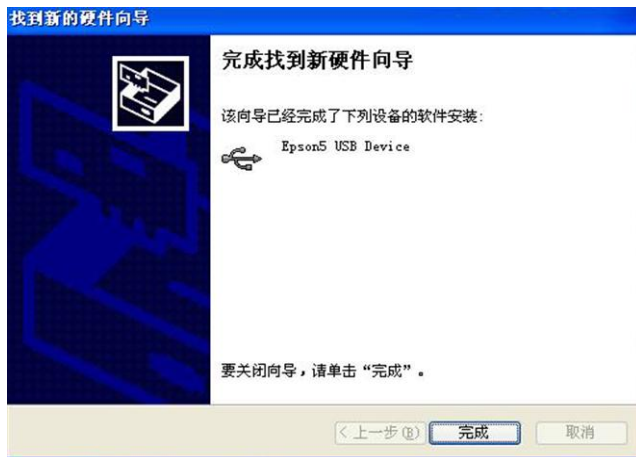 找到新的硬件向导
完成找到新硬件向导
该向导已经完成了下列设备的软件安装:
Epson5 USB Device
要关闭向导，请单击“完成”。
< 上一步(B) 完成 取消